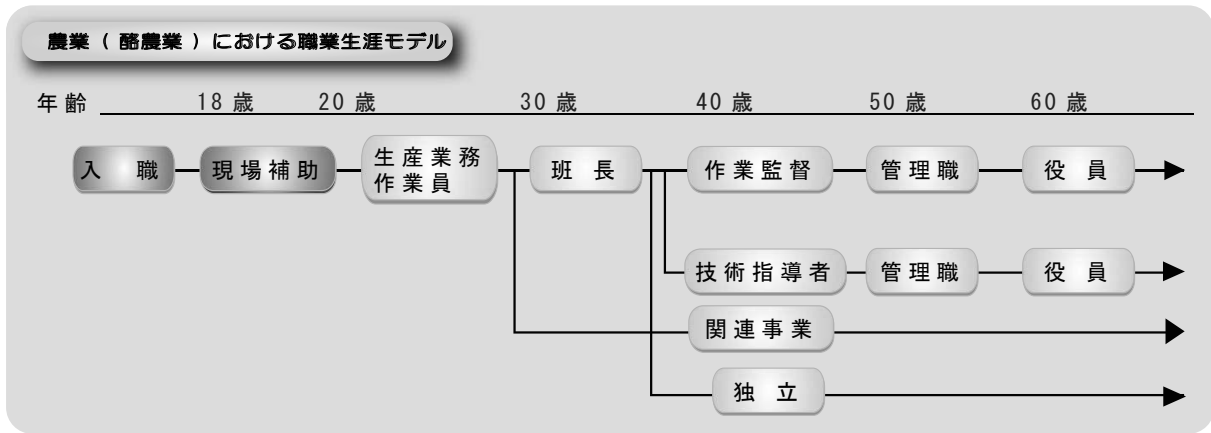 農業（酪農業）における職業生涯モデル
年齢 18歳 20歳 30歳 40歳 50歳 60歳
入職 現場補助 生産業務
作業員 班長 作業監督 管理職 役員
技術指導者 管理職 役員
関連事業
独立